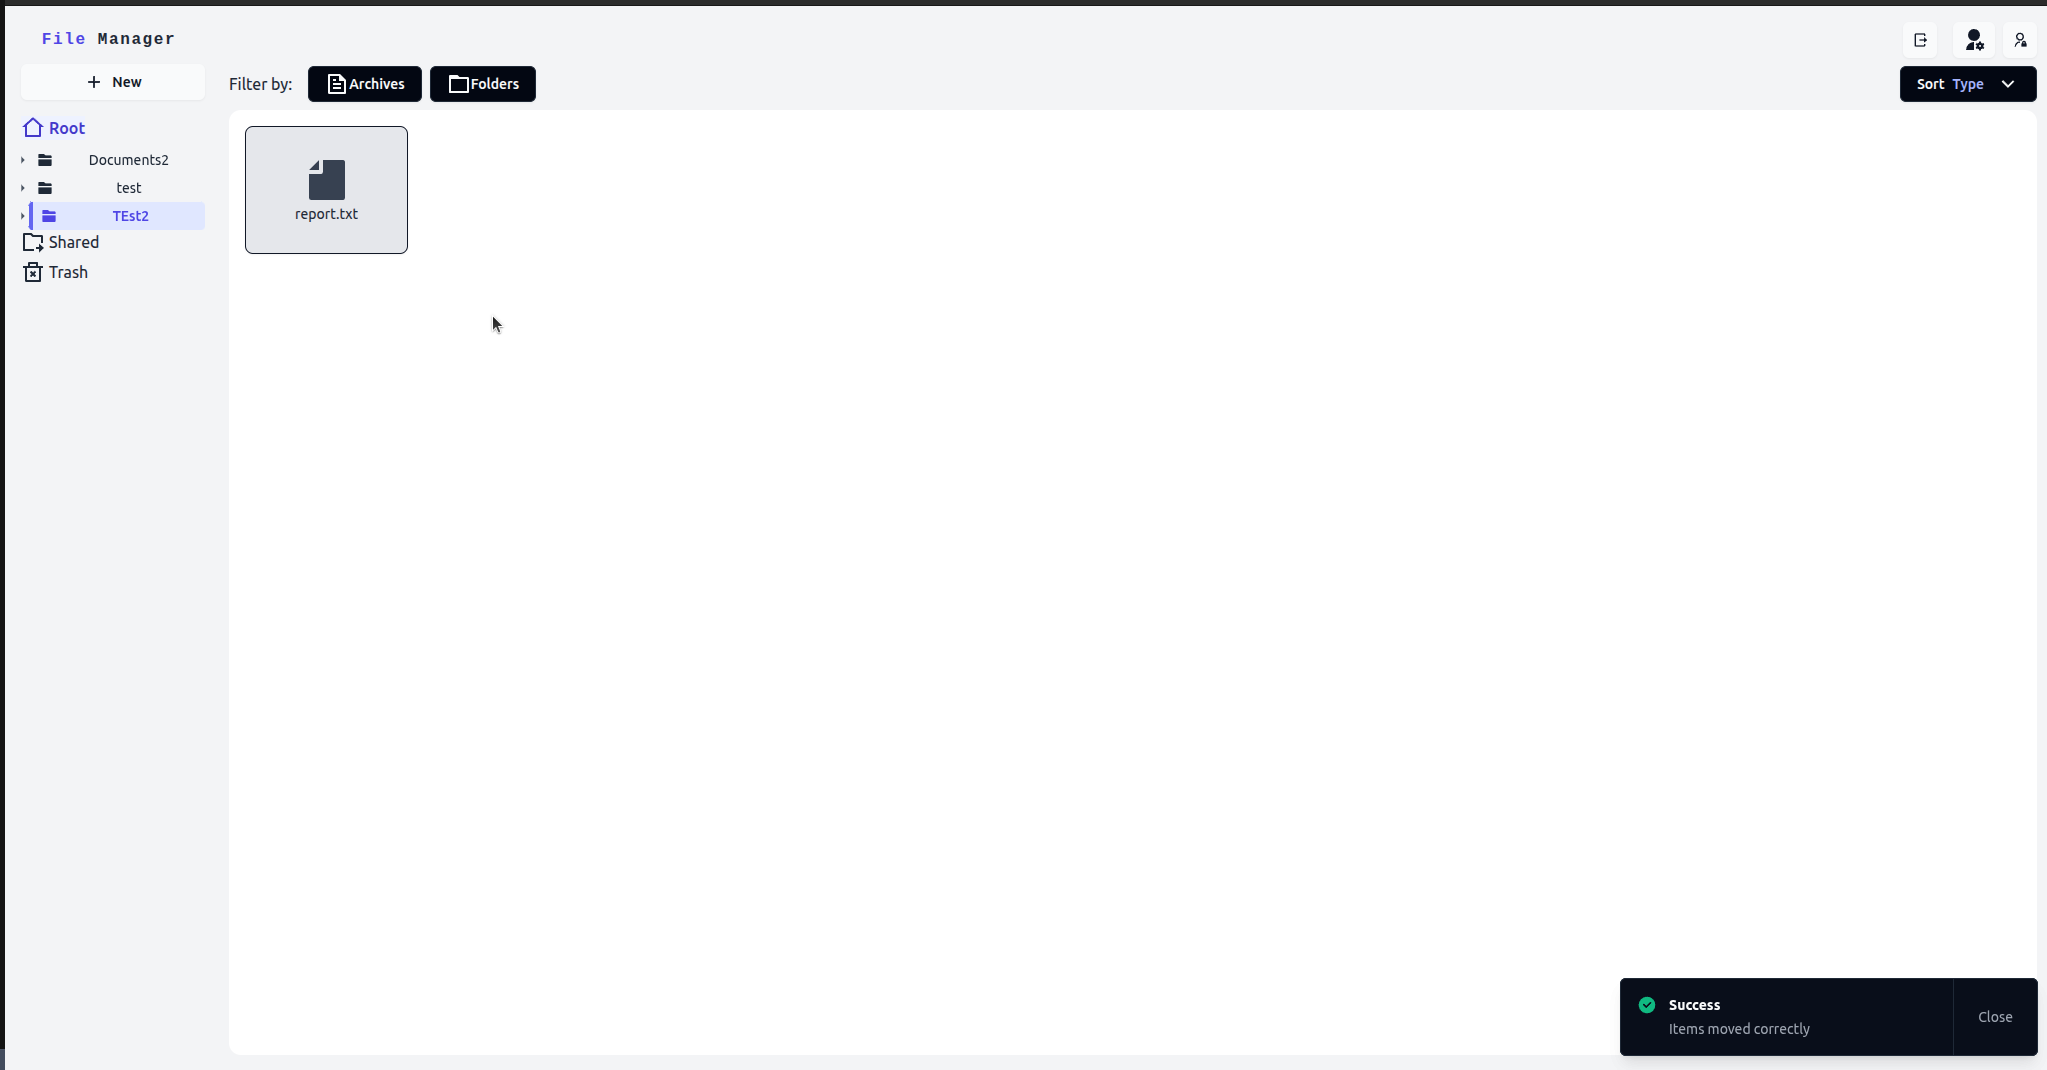 File Manager
New
Filter by:
Archives
Folders
Sort Type
Root
Documents2
test
TEst2
Shared
Trash
report.txt
Success
Items moved correctly
Close